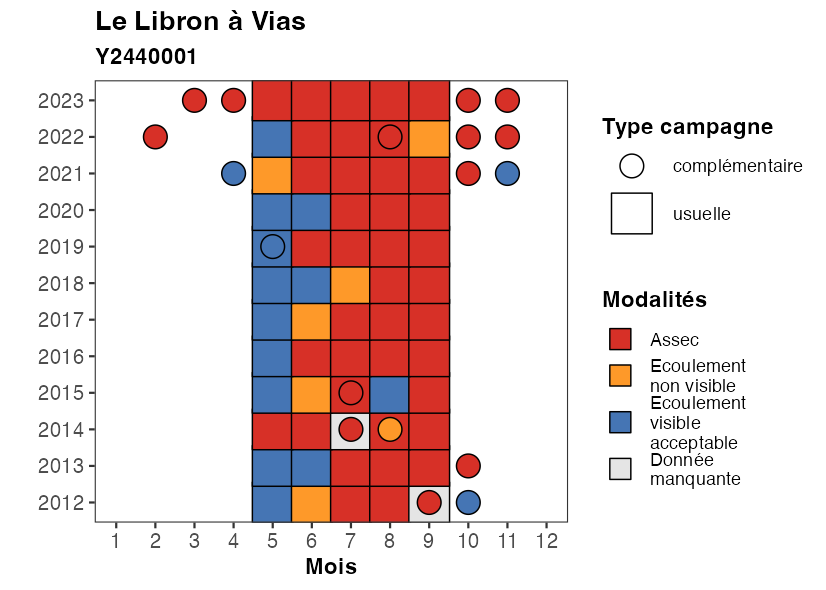 Le Libron à Vias
Y2440001
2023
2022
2021
2020
2019
2018
2017
2016
2015
2014
2013
2012
1 2 3 4 5 6 7 8 9 10 11 12
Mois
Type campagne
complémentaire
usuelle
Modalités
Assec
Ecoulement
non visible
Ecoulement
visible
acceptable
Donnée
manquante